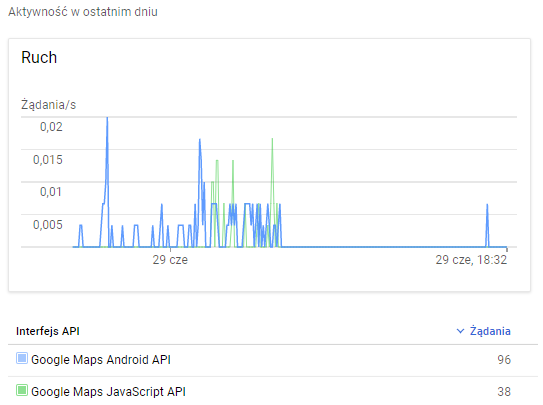 Aktywność w ostatnim dniu
Ruch
Żądania/s
0,02
0,015
0,01
0,005
29 cze
29 cze, 18:32
Interfejs API
Żądania
Google Maps Android API
96
Google Maps JavaScript API
38